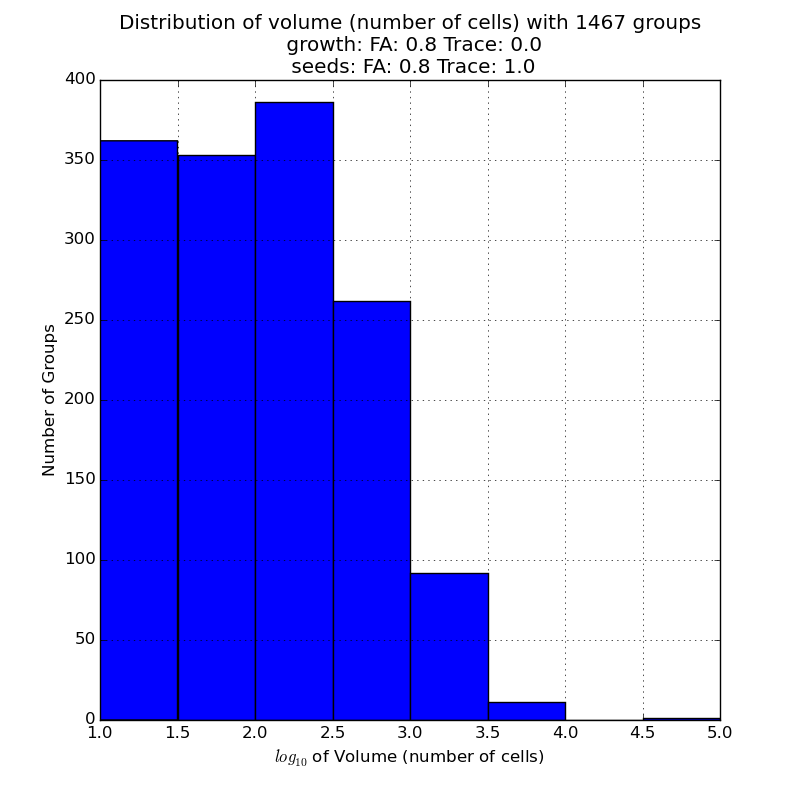 Distribution of volume (number of cells) with 1467 groups
growth: FA: 0.8 Trace: 0.0
seeds: FA: 0.8 Trace: 1.0
400
350
300
250
200
150
100
50
0
Number of Groups
1.0 1.5 2.0 2.5 3.0 3.5 4.0 4.5 5.0
log₁₀ of Volume (number of cells)